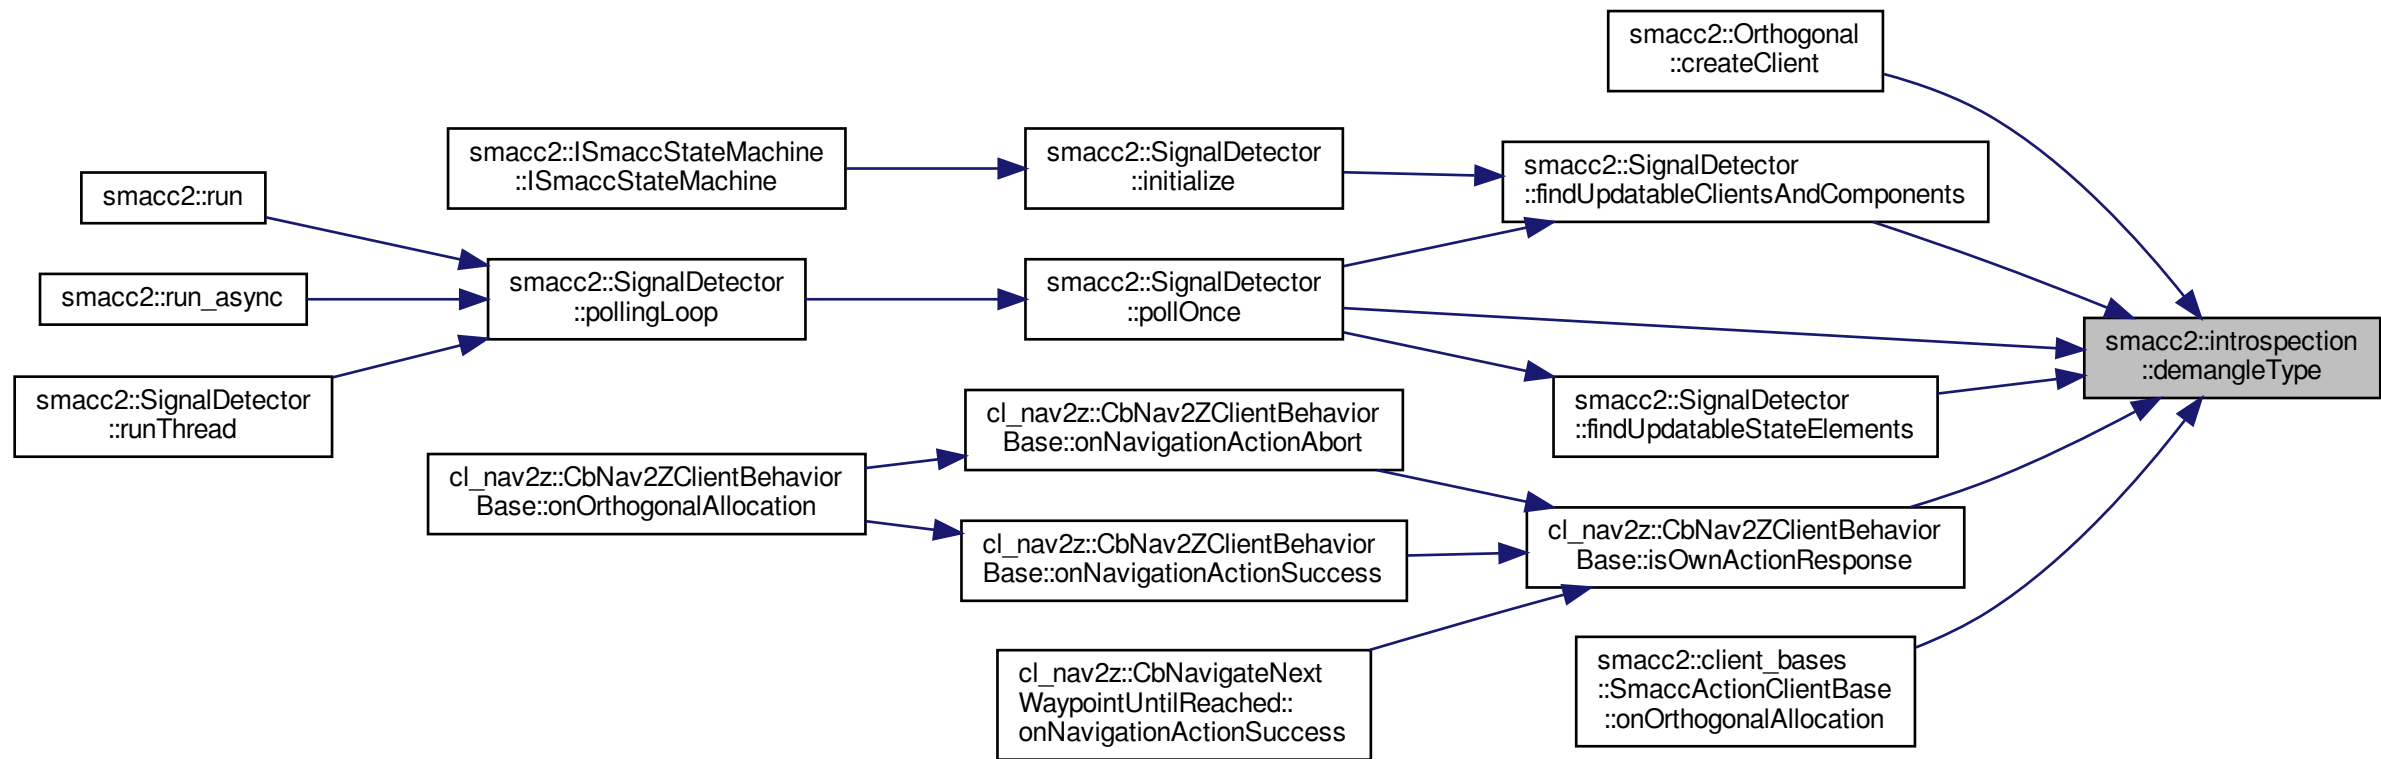 smacc2::Orthogonal
::createClient
smacc2::ISmaccStateMachine
::ISmaccStateMachine
smacc2::SignalDetector
::initialize
smacc2::SignalDetector
::findUpdatableClientsAndComponents
smacc2::run
smacc2::run_async
smacc2::SignalDetector
::pollingLoop
smacc2::SignalDetector
::pollOnce
smacc2::introspection
::demangleType
smacc2::SignalDetector
::runThread
cl_nav2z::CbNav2ZClientBehavior
Base::onNavigationActionAbort
smacc2::SignalDetector
::findUpdatableStateElements
cl_nav2z::CbNav2ZClientBehavior
Base::onOrthogonalAllocation
cl_nav2z::CbNav2ZClientBehavior
Base::onNavigationActionSuccess
cl_nav2z::CbNav2ZClientBehavior
Base::isOwnActionResponse
cl_nav2z::CbNavigateNext
WaypointUntilReached::
onNavigationActionSuccess
smacc2::client_bases
::SmaccActionClientBase
::onOrthogonalAllocation